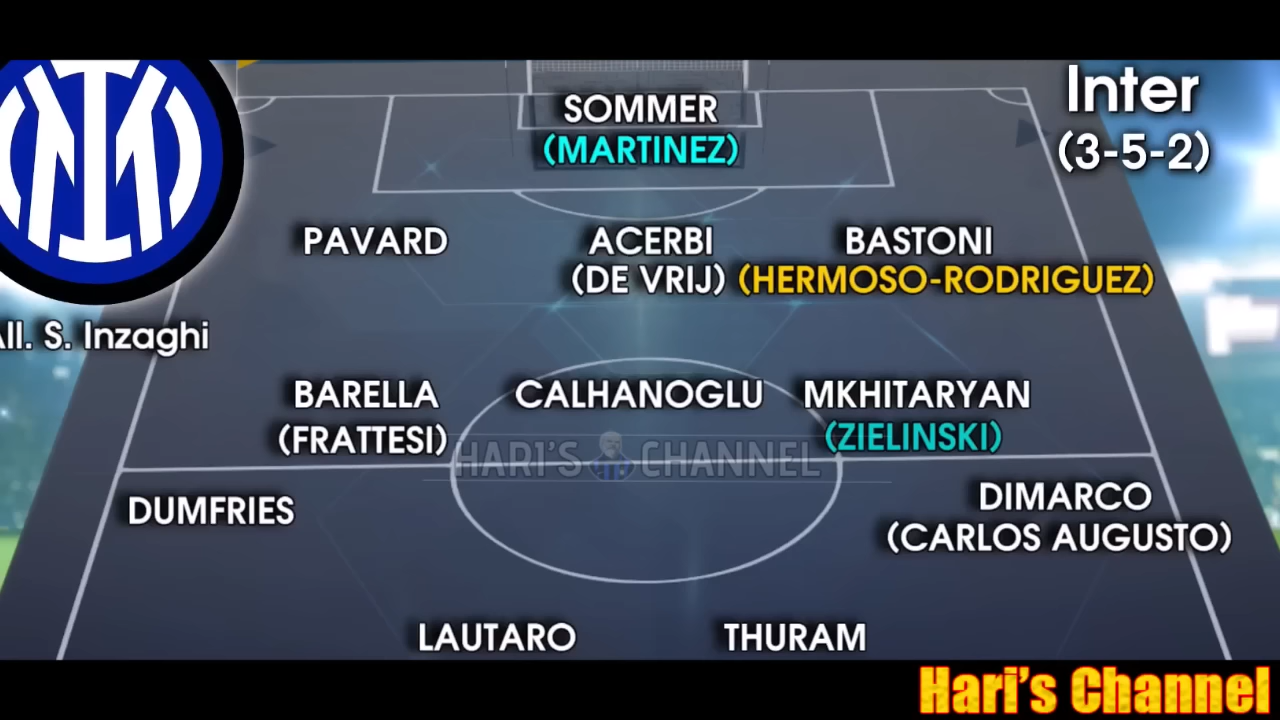 Inter
(3-5-2)
SOMMER
(MARTINEZ)
PAVARD
ACERBI
(DE VRIJ)
BASTONI
(HERMOSO-RODRIGUEZ)
All. S. Inzaghi
BARELLA
(FRATTESI)
CALHANOGLU
MKHITARYAN
(ZIELINSKI)
HARI'S CHANNEL
DUMFRIES
DIMARCO
(CARLOS AUGUSTO)
LAUTARO
THURAM
Hari's Channel